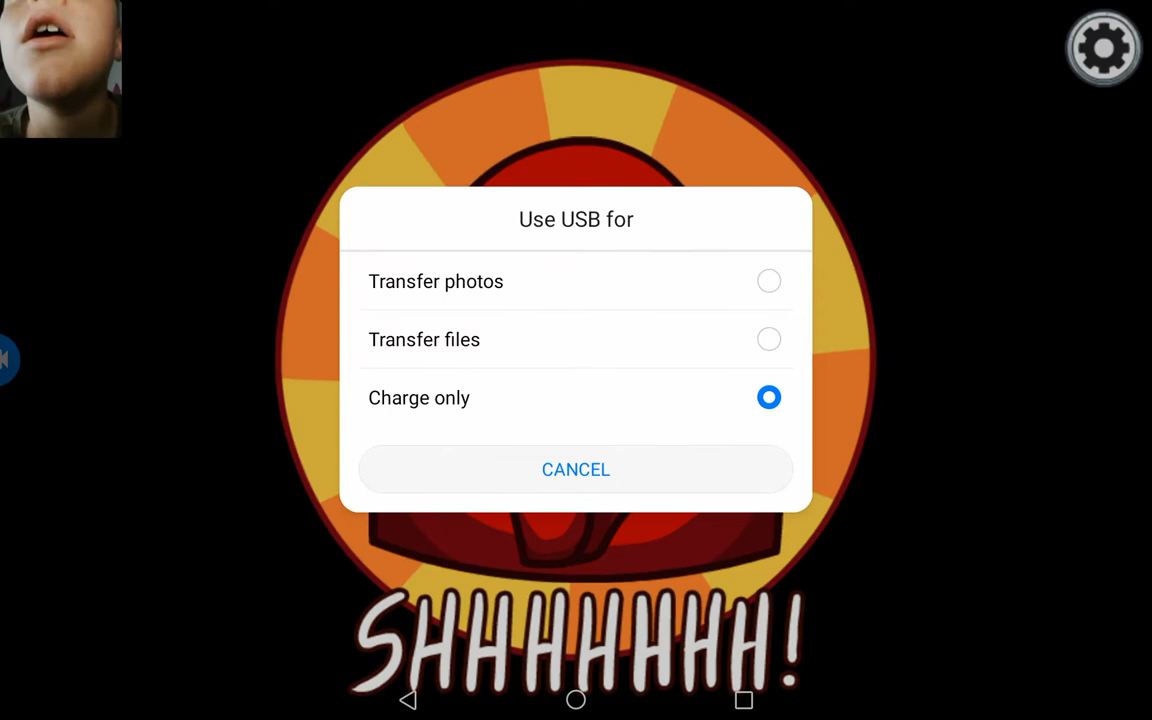 Use USB for
Transfer photos
Transfer files
Charge only
CANCEL
SHHHHHHH!